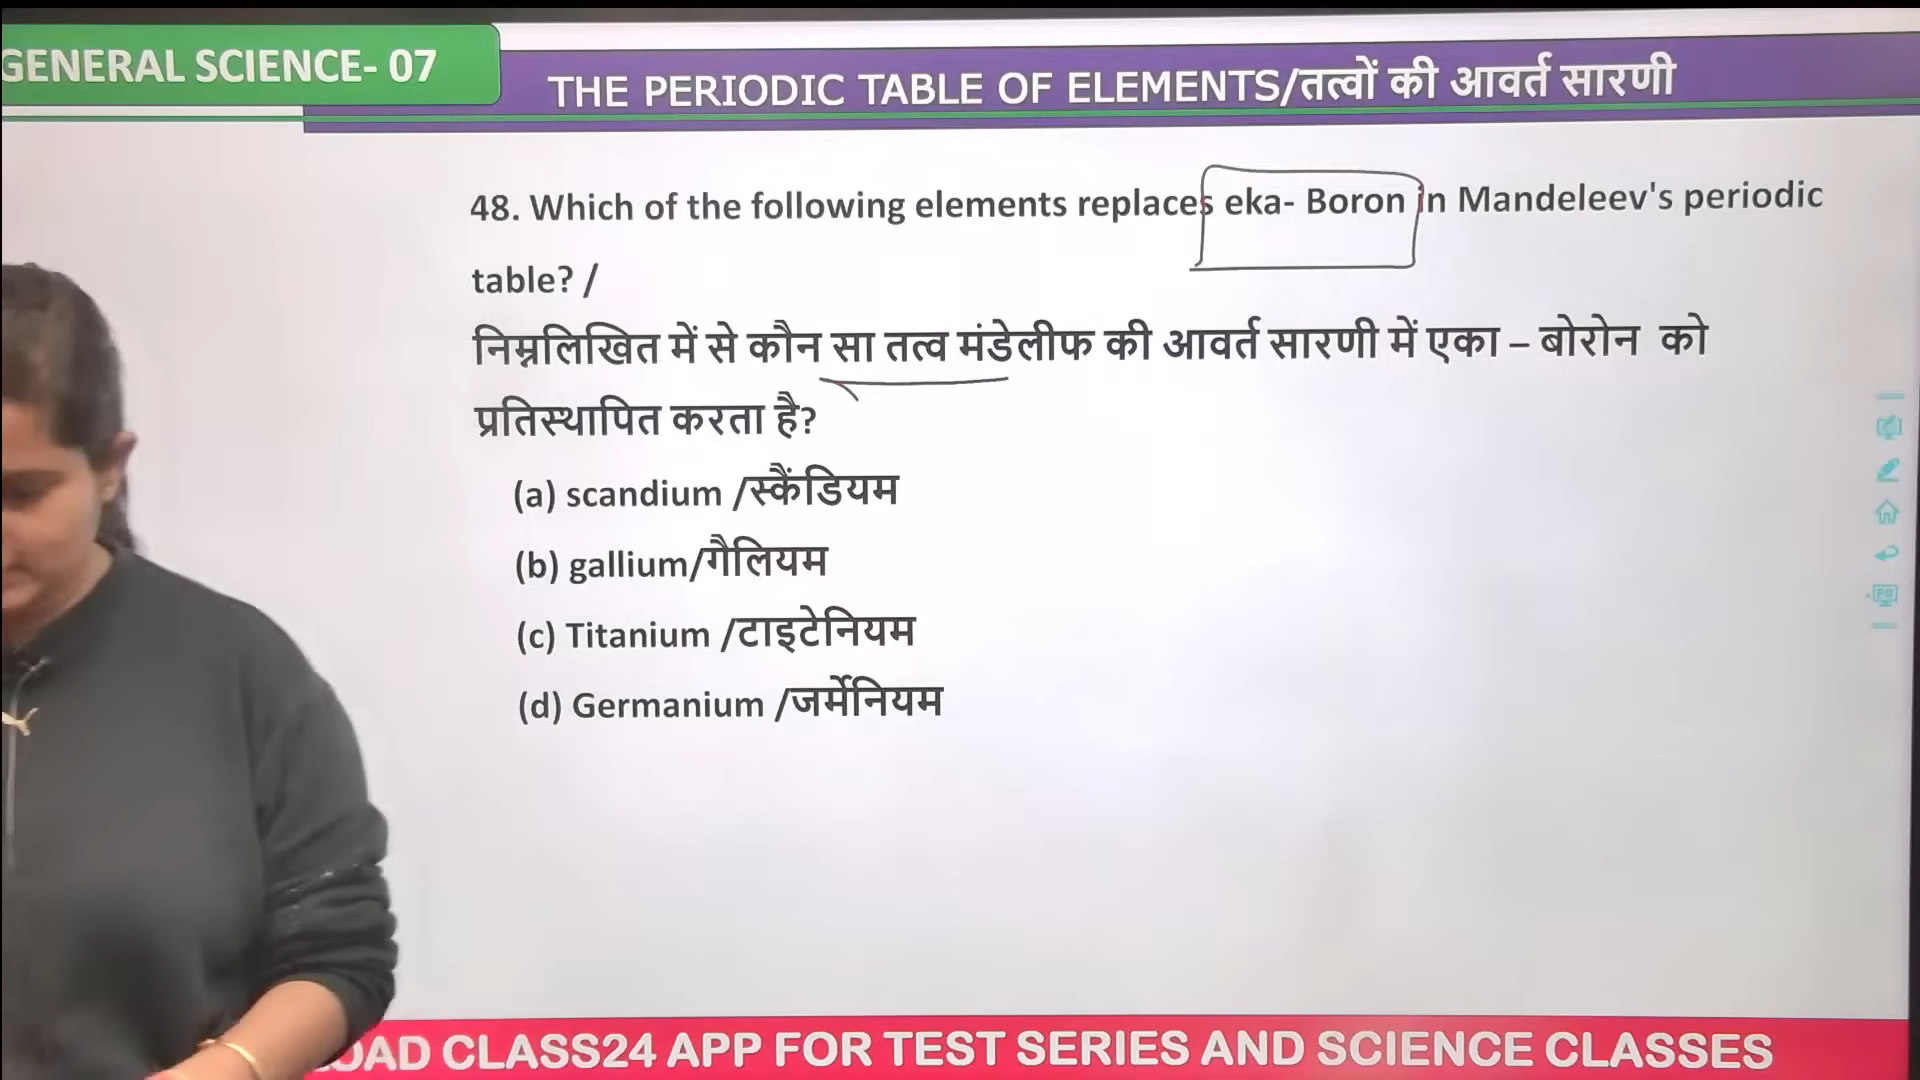 GENERAL SCIENCE- 07
THE PERIODIC TABLE OF ELEMENTS/तत्वों की आवर्त सारणी
48. Which of the following elements replaces eka- Boron in Mandeleev's periodic
table? /
निम्नलिखित में से कौन सा तत्व मंडेलीफ की आवर्त सारणी में एका – बोरोन को
प्रतिस्थापित करता है?
(a) scandium /स्कैंडियम
(b) gallium/गैलियम
(c) Titanium /टाइटेनियम
(d) Germanium /जर्मेनियम
OAD CLASS24 APP FOR TEST SERIES AND SCIENCE CLASSES